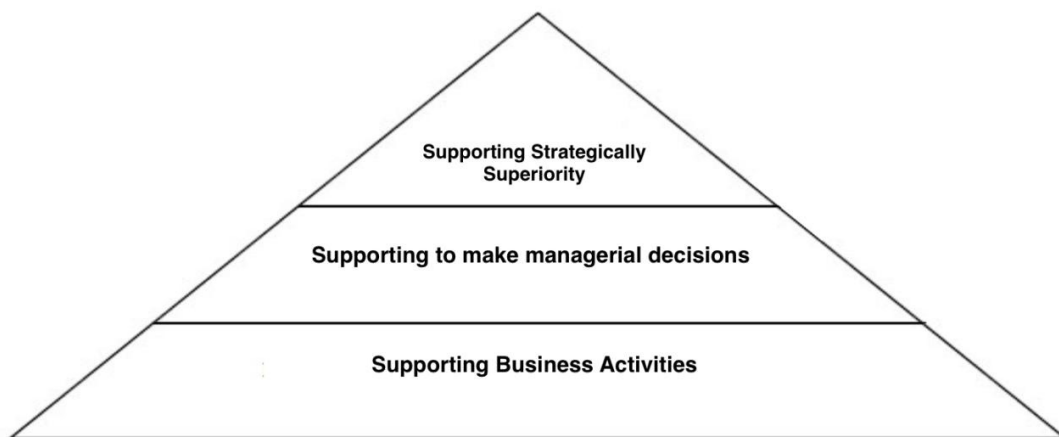 Supporting Strategically
Superiority
Supporting to make managerial decisions
Supporting Business Activities